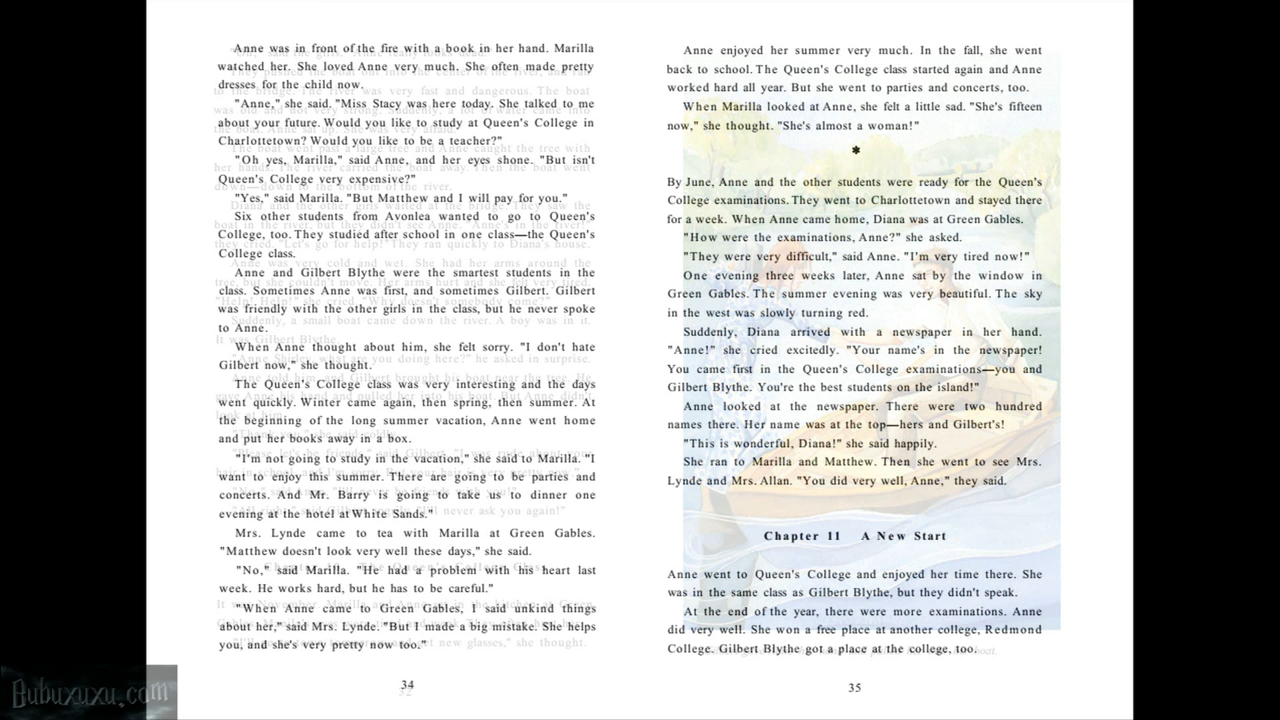 Anne was in front of the fire with a book in her hand. Marilla
watched her. She loved Anne very much. She often made pretty
dresses for the child now.
"Anne," she said. "Miss Stacy was here today. She talked to me
about your future. Would you like to study at Queen's College in
Charlottetown? Would you like to be a teacher?"
"Oh yes, Marilla," said Anne, and her eyes shone. "But isn't
Queen's College very expensive?"
"Yes," said Marilla. "But Matthew and I will pay for you."
Six other students from Avonlea wanted to go to Queen's
College, too. They studied after school in one class—the Queen's
College class.
Anne and Gilbert Blythe were the smartest students in the
class. Sometimes Anne was first, and sometimes Gilbert. Gilbert
was friendly with the other girls in the class, but he never spoke
to Anne.
When Anne thought about him, she felt sorry. "I don't hate
Gilbert now," she thought.
The Queen's College class was very interesting and the days
went quickly. Winter came again, then spring, then summer. At
the beginning of the long summer vacation, Anne went home
and put her books away in a box.
"I'm not going to study in the vacation," she said to Marilla. "I
want to enjoy this summer. There are going to be parties and
concerts. And Mr. Barry is going to take us to dinner one
evening at the hotel at White Sands."
Mrs. Lynde came to tea with Marilla at Green Gables.
"Matthew doesn't look very well these days," she said.
"No," said Marilla. "He had a problem with his heart last
week. He works hard, but he has to be careful."
"When Anne came to Green Gables, I said unkind things
about her," said Mrs. Lynde. "But I made a big mistake. She helps
you, and she's very pretty now too."
34
Anne enjoyed her summer very much. In the fall, she went
back to school. The Queen's College class started again and Anne
worked hard all year. But she went to parties and concerts, too.
When Marilla looked at Anne, she felt a little sad. "She's fifteen
now," she thought. "She's almost a woman!"
*
By June, Anne and the other students were ready for the Queen's
College examinations. They went to Charlottetown and stayed there
for a week. When Anne came home, Diana was at Green Gables.
"How were the examinations, Anne?" she asked.
"They were very difficult," said Anne. "I'm very tired now!"
One evening three weeks later, Anne sat by the window in
Green Gables. The summer evening was very beautiful. The sky
in the west was slowly turning red.
Suddenly, Diana arrived with a newspaper in her hand.
"Anne!" she cried excitedly. "Your name's in the newspaper!
You came first in the Queen's College examinations—you and
Gilbert Blythe. You're the best students on the island!"
Anne looked at the newspaper. There were two hundred
names there. Her name was at the top—hers and Gilbert's!
"This is wonderful, Diana!" she said happily.
She ran to Marilla and Matthew. Then she went to see Mrs.
Lynde and Mrs. Allan. "You did very well, Anne," they said.
Chapter 11 A New Start
Anne went to Queen's College and enjoyed her time there. She
was in the same class as Gilbert Blythe, but they didn't speak.
At the end of the year, there were more examinations. Anne
did very well. She won a free place at another college, Redmond
College. Gilbert Blythe got a place at the college, too.
35
Bubuxuxu.com